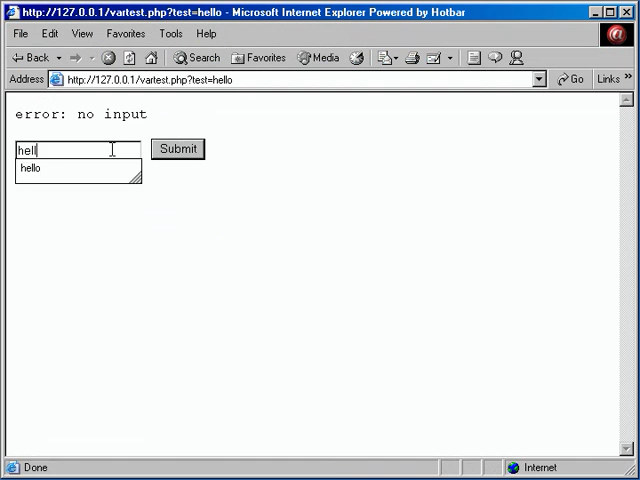 http://127.0.0.1/vartest.php?test=hello - Microsoft Internet Explorer Powered by Hotbar
File Edit View Favorites Tools Help
Back Search Favorites Media
Address http://127.0.0.1/vartest.php?test=hello Go Links »
error: no input
hell Submit
hello
Done Internet